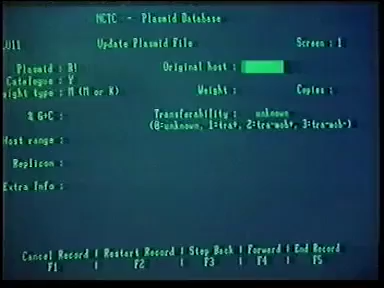 NCTC - Plasmid Database
Update Plasmid File Screen : 1
Plasmid : R1 Original host :
Catalogue : Y
Weight type : M (M or K) Weight : Copies :
% G+C : Transferability : unknown
(0=unknown, 1=tra+, 2=tra-mob+, 3=tra-mob-)
Host range :
Replicon :
Extra Info :
Cancel Record | Restart Record | Step Back | Forward | End Record
F1 | F2 | F3 | F4 | F5